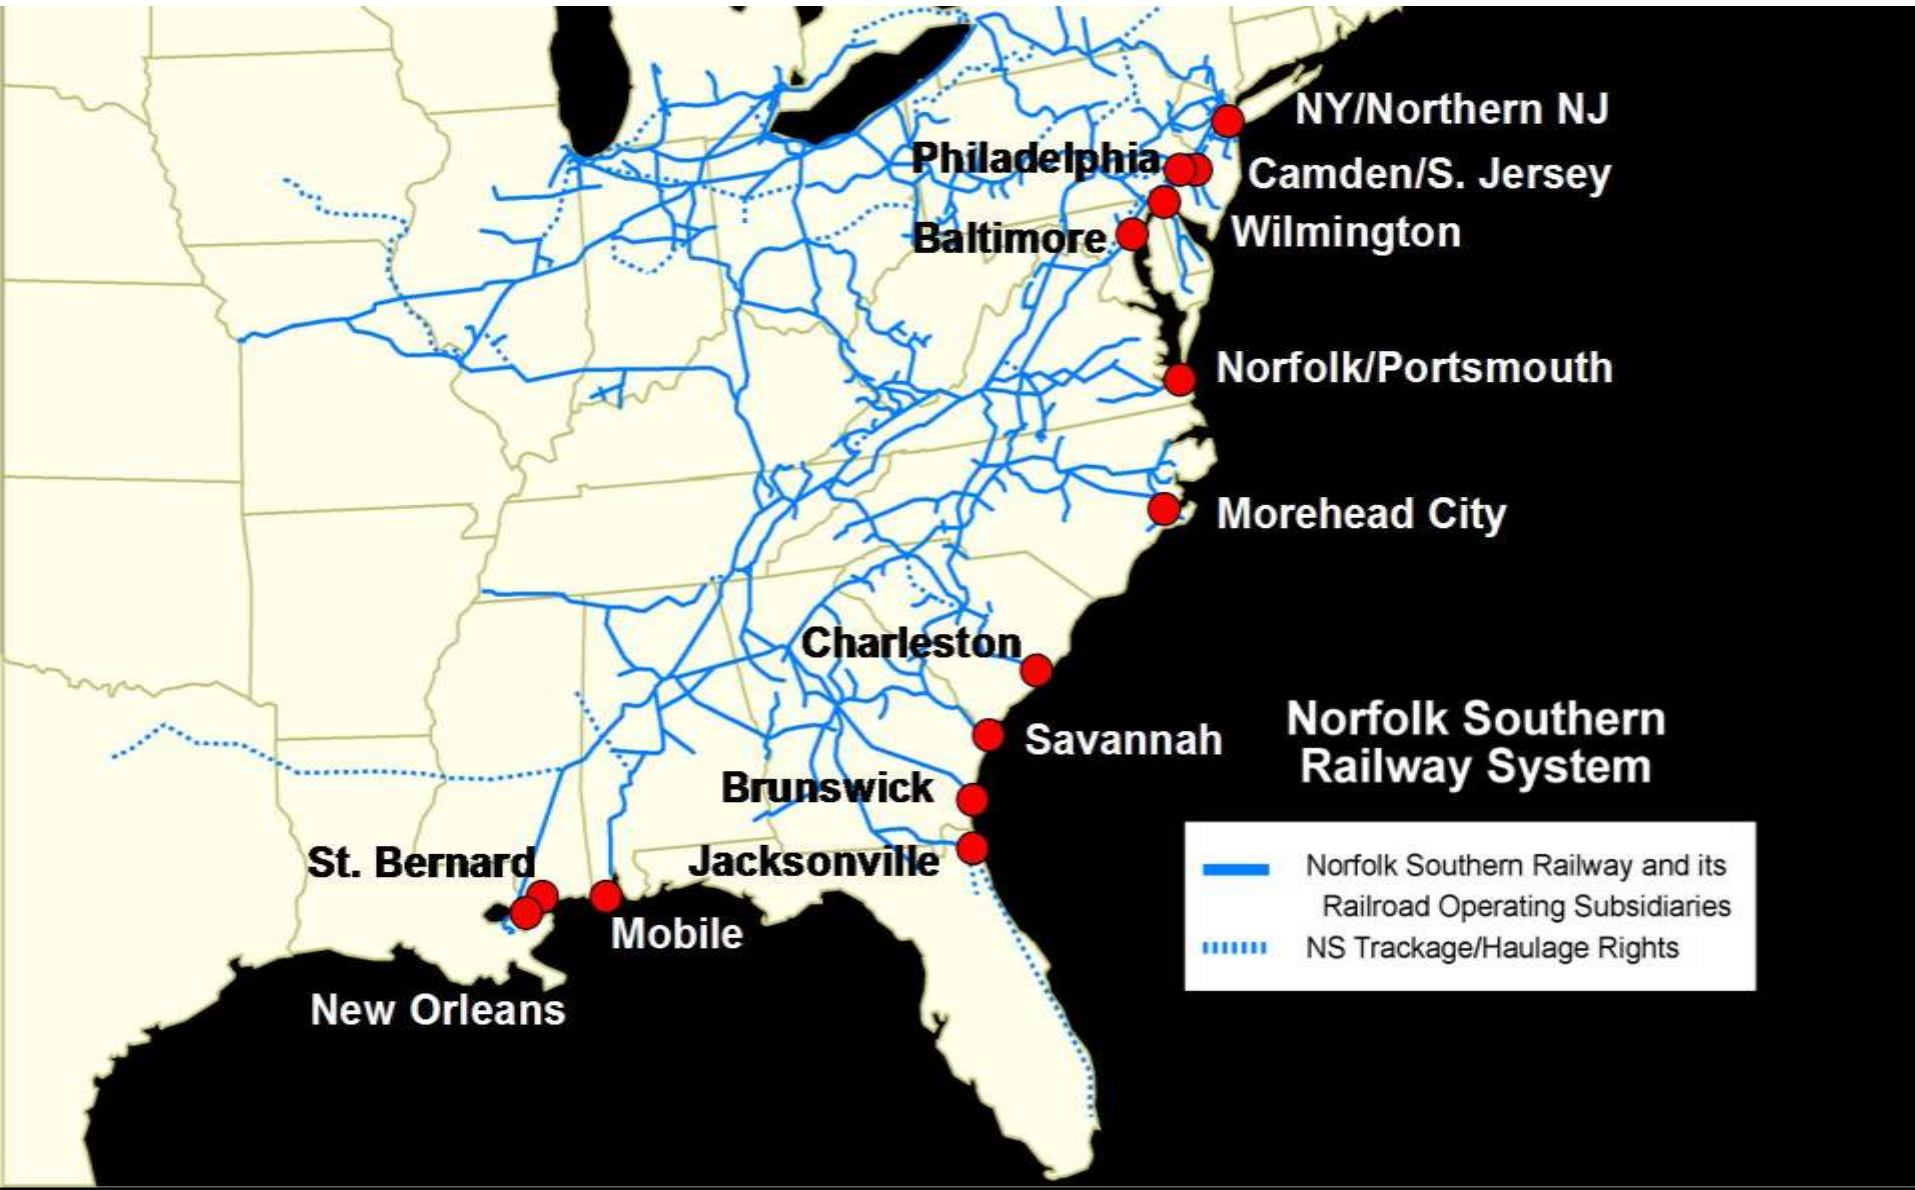 NY/Northern NJ
Philadelphia
Camden/S. Jersey
Wilmington
Baltimore
Norfolk/Portsmouth
Morehead City
Charleston
Savannah
Norfolk Southern
Railway System
Brunswick
St. Bernard
Jacksonville
Mobile
New Orleans
Norfolk Southern Railway and its
Railroad Operating Subsidiaries
NS Trackage/Haulage Rights